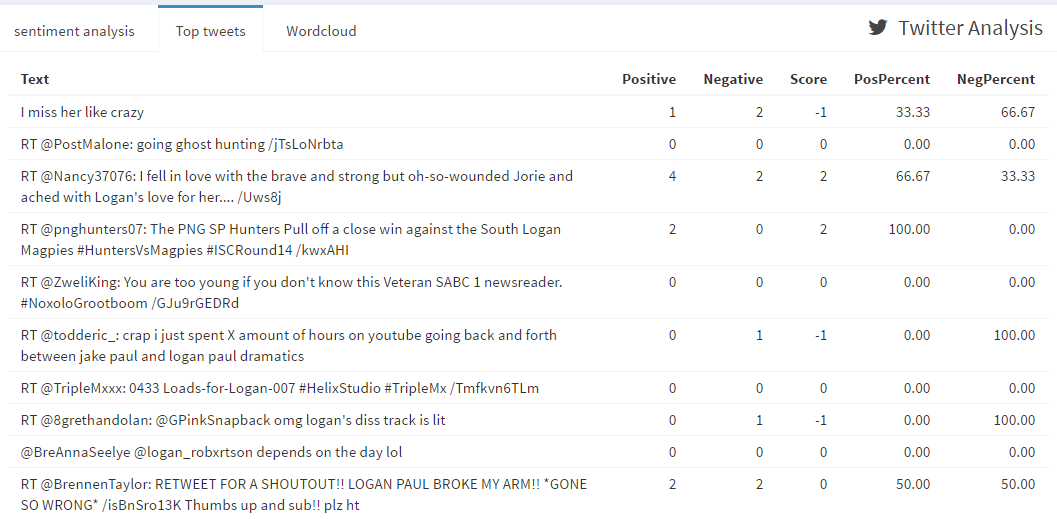 sentiment analysis Top tweets Wordcloud Twitter Analysis
Text Positive Negative Score PosPercent NegPercent
I miss her like crazy 1 2 -1 33.33 66.67
RT @PostMalone: going ghost hunting /jTsLoNrbta 0 0 0 0.00 0.00
RT @Nancy37076: I fell in love with the brave and strong but oh-so-wounded Jorie and 4 2 2 66.67 33.33
ached with Logan's love for her.... /Uws8j
RT @pnghunters07: The PNG SP Hunters Pull off a close win against the South Logan 2 0 2 100.00 0.00
Magpies #HuntersVsMagpies #ISCRound14 /kwxAHI
RT @ZweliKing: You are too young if you don't know this Veteran SABC 1 newsreader. 0 0 0 0.00 0.00
#NoxoloGrootboom /GJu9rGEDRd
RT @todderic_: crap i just spent X amount of hours on youtube going back and forth 0 1 -1 0.00 100.00
between jake paul and logan paul dramatics
RT @TripleMxxx: 0433 Loads-for-Logan-007 #HelixStudio #TripleMx /Tmfkvn6TLm 0 0 0 0.00 0.00
RT @8grethandolan: @GPinkSnapback omg logan's diss track is lit 0 1 -1 0.00 100.00
@BreAnnaSeelye @logan_robxrtson depends on the day lol 0 0 0 0.00 0.00
RT @BrennenTaylor: RETWEET FOR A SHOUTOUT!! LOGAN PAUL BROKE MY ARM!! *GONE 2 2 0 50.00 50.00
SO WRONG* /isBnSro13K Thumbs up and sub!! plz ht